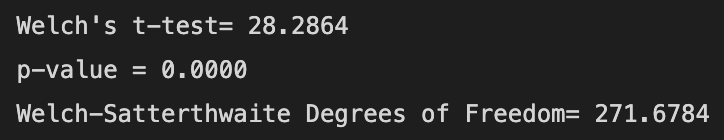 Welch's t-test= 28.2864
p-value = 0.0000
Welch-Satterthwaite Degrees of Freedom= 271.6784